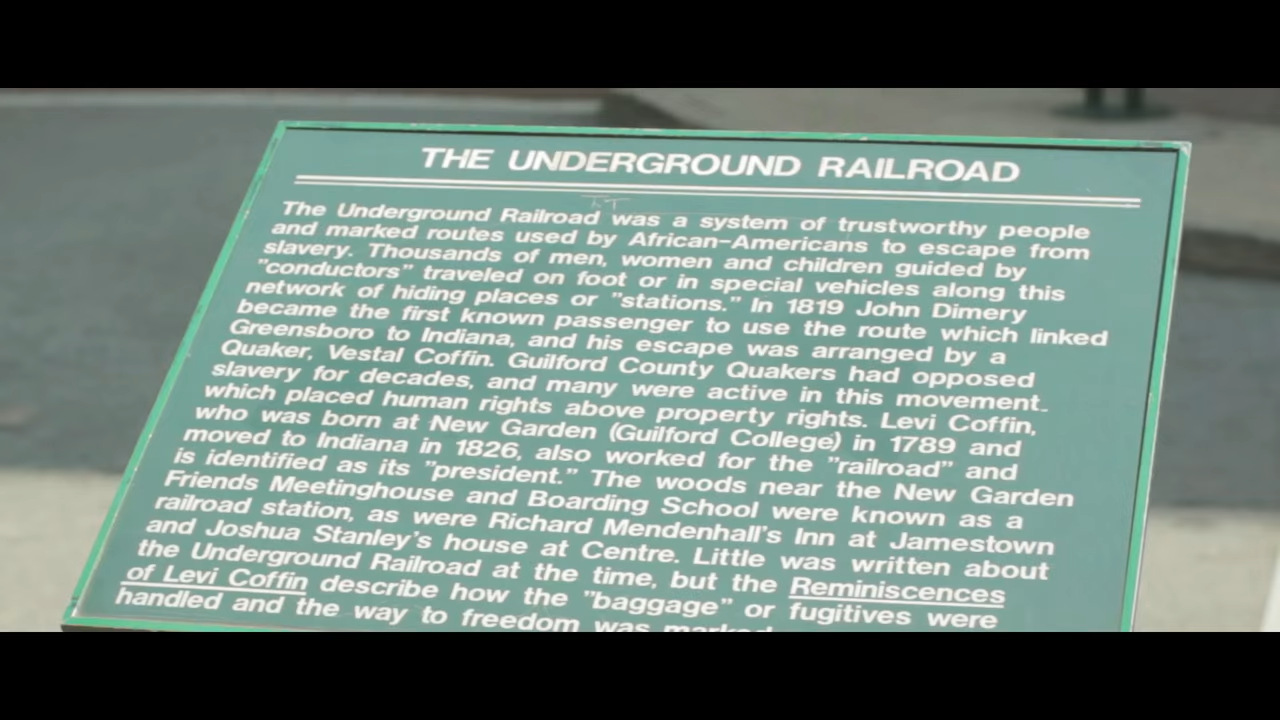 THE UNDERGROUND RAILROAD
The Underground Railroad was a system of trustworthy people
and marked routes used by African-Americans to escape from
slavery. Thousands of men, women and children guided by
"conductors" traveled on foot or in special vehicles along this
network of hiding places or "stations." In 1819 John Dimery
became the first known passenger to use the route which linked
Greensboro to Indiana, and his escape was arranged by a
Quaker, Vestal Coffin. Guilford County Quakers had opposed
slavery for decades, and many were active in this movement.
which placed human rights above property rights. Levi Coffin,
who was born at New Garden (Guilford College) in 1789 and
moved to Indiana in 1826, also worked for the "railroad" and
is identified as its "president." The woods near the New Garden
Friends Meetinghouse and Boarding School were known as a
railroad station, as were Richard Mendenhall's Inn at Jamestown
and Joshua Stanley's house at Centre. Little was written about
the Underground Railroad at the time, but the Reminiscences
of Levi Coffin describe how the "baggage" or fugitives were
handled and the way to freedom was marked